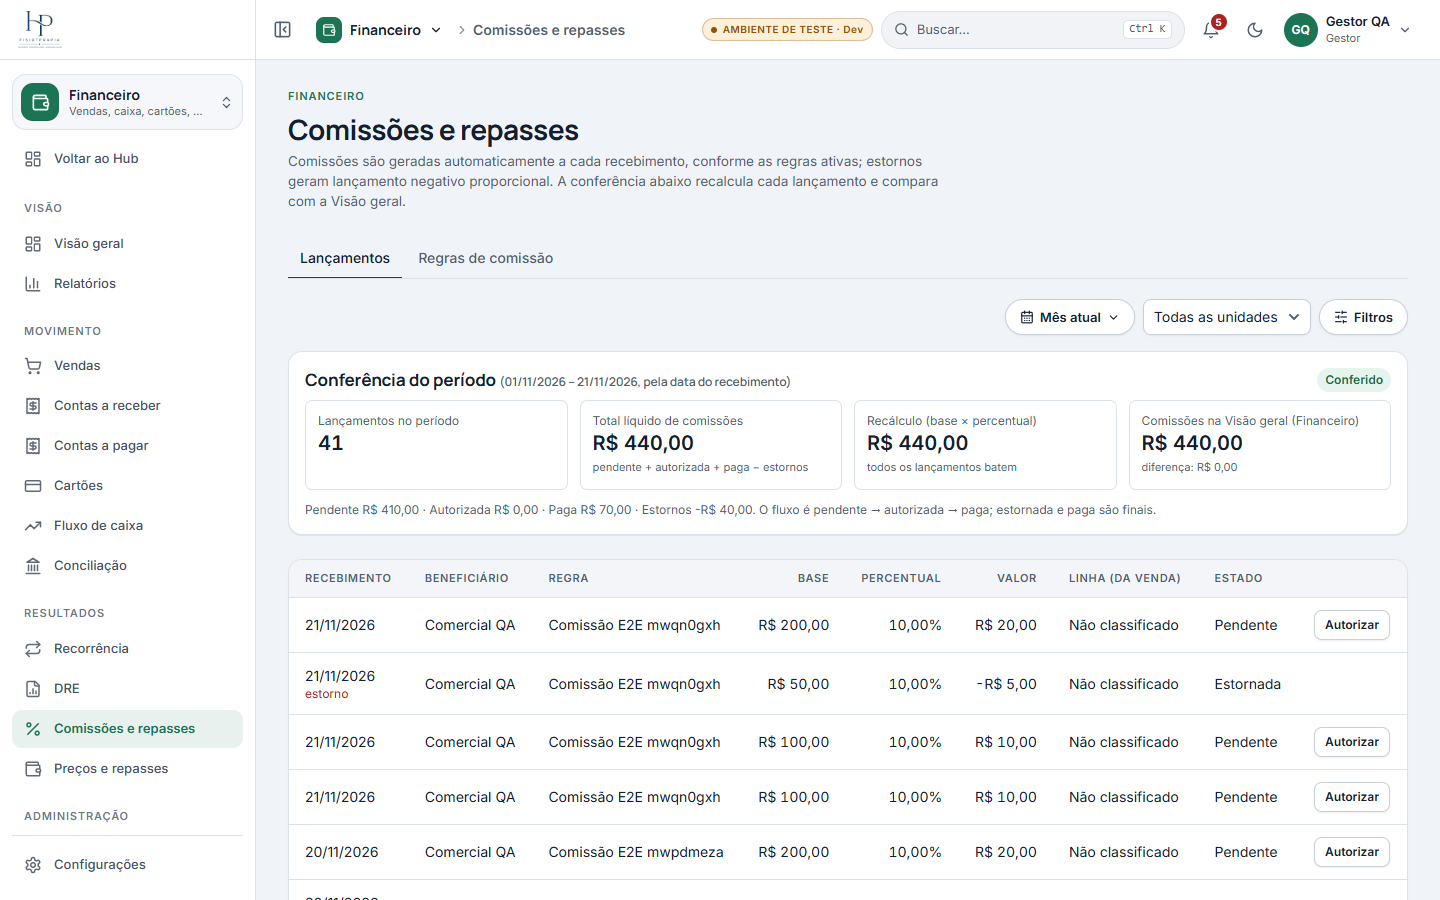 hp
FISIOTERAPIA
Financeiro
Comissões e repasses
AMBIENTE DE TESTE · Dev
Buscar...
Ctrl K
5
GQ
Gestor QA
Gestor
Financeiro
Vendas, caixa, cartões, ...
Voltar ao Hub
VISÃO
Visão geral
Relatórios
MOVIMENTO
Vendas
Contas a receber
Contas a pagar
Cartões
Fluxo de caixa
Conciliação
RESULTADOS
Recorrência
DRE
Comissões e repasses
Preços e repasses
ADMINISTRAÇÃO
Configurações
FINANCEIRO
Comissões e repasses
Comissões são geradas automaticamente a cada recebimento, conforme as regras ativas; estornos
geram lançamento negativo proporcional. A conferência abaixo recalcula cada lançamento e compara
com a Visão geral.
Lançamentos
Regras de comissão
Mês atual
Todas as unidades
Filtros
Conferência do período (01/11/2026 – 21/11/2026, pela data do recebimento)
Conferido
Lançamentos no período
41
Total líquido de comissões
R$ 440,00
pendente + autorizada + paga − estornos
Recálculo (base × percentual)
R$ 440,00
todos os lançamentos batem
Comissões na Visão geral (Financeiro)
R$ 440,00
diferença: R$ 0,00
Pendente R$ 410,00 · Autorizada R$ 0,00 · Paga R$ 70,00 · Estornos -R$ 40,00. O fluxo é pendente → autorizada → paga; estornada e paga são finais.
RECEBIMENTO BENEFICIÁRIO REGRA BASE PERCENTUAL VALOR LINHA (DA VENDA) ESTADO
21/11/2026 Comercial QA Comissão E2E mwqn0gxh R$ 200,00 10,00% R$ 20,00 Não classificado Pendente Autorizar
21/11/2026 Comercial QA Comissão E2E mwqn0gxh R$ 50,00 10,00% -R$ 5,00 Não classificado Estornada
estorno
21/11/2026 Comercial QA Comissão E2E mwqn0gxh R$ 100,00 10,00% R$ 10,00 Não classificado Pendente Autorizar
21/11/2026 Comercial QA Comissão E2E mwqn0gxh R$ 100,00 10,00% R$ 10,00 Não classificado Pendente Autorizar
20/11/2026 Comercial QA Comissão E2E mwpdmeza R$ 200,00 10,00% R$ 20,00 Não classificado Pendente Autorizar